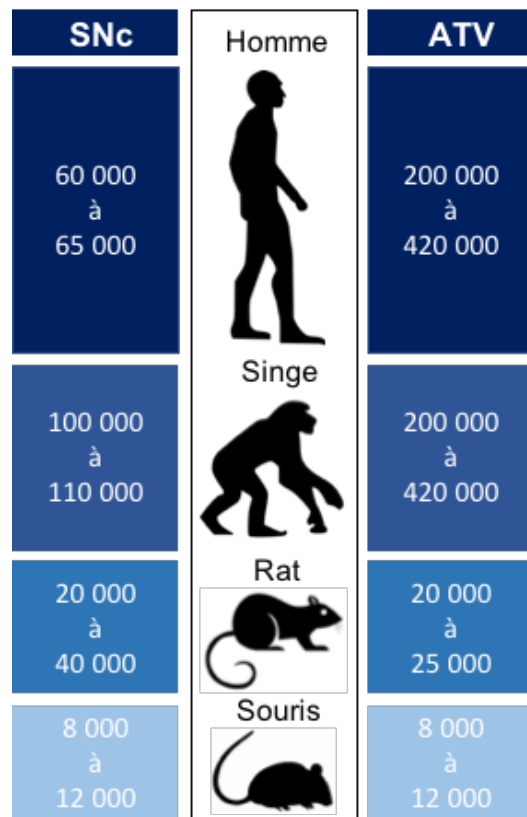 SNc
Homme
ATV
60 000
à
65 000
200 000
à
420 000
Singe
100 000
à
110 000
200 000
à
420 000
Rat
20 000
à
40 000
20 000
à
25 000
Souris
8 000
à
12 000
8 000
à
12 000